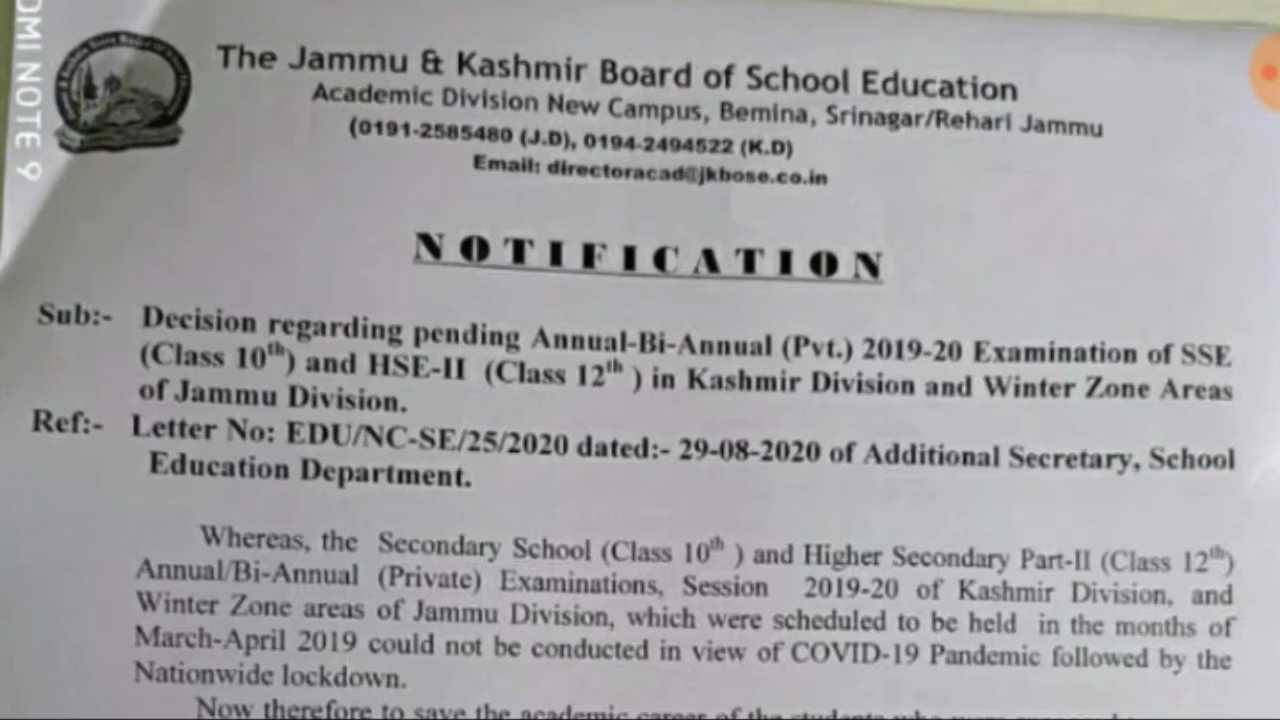 OMI NOTE 9
The Jammu & Kashmir Board of School Education
Academic Division New Campus, Bemina, Srinagar/Rehari Jammu
(0191-2585480 (J.D), 0194-2494522 (K.D)
Email: directoracad@jkbose.co.in
NOTIFICATION
Sub:- Decision regarding pending Annual-Bi-Annual (Pvt.) 2019-20 Examination of SSE
(Class 10th) and HSE-II (Class 12th ) in Kashmir Division and Winter Zone Areas
of Jammu Division.
Ref:- Letter No: EDU/NC-SE/25/2020 dated:- 29-08-2020 of Additional Secretary, School
Education Department.
Whereas, the Secondary School (Class 10th ) and Higher Secondary Part-II (Class 12th)
Annual/Bi-Annual (Private) Examinations, Session 2019-20 of Kashmir Division, and
Winter Zone areas of Jammu Division, which were scheduled to be held in the months of
March-April 2019 could not be conducted in view of COVID-19 Pandemic followed by the
Nationwide lockdown.
Now therefore to save the academic career of the students who were